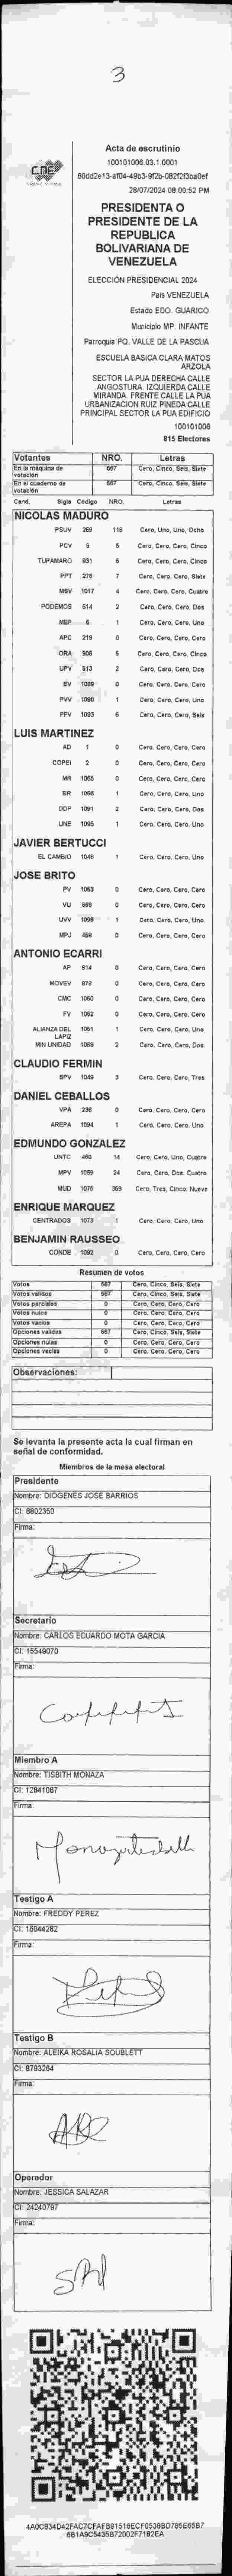 3
Acta de escrutinio
100101006.03.1.0001
60dd2e13-af04-49b3-9f2b-082f2f3ba0ef
28/07/2024 08:00:52 PM
CNE
PRESIDENTA O
PRESIDENTE DE LA
REPUBLICA
BOLIVARIANA DE
VENEZUELA
ELECCIÓN PRESIDENCIAL 2024
Pais VENEZUELA
Estado EDO. GUARICO
Municipio MP. INFANTE
Parroquia PQ. VALLE DE LA PASCUA
ESCUELA BASICA CLARA MATOS
ARZOLA
SECTOR LA PUA DERECHA CALLE
ANGOSTURA. IZQUIERDA CALLE
MIRANDA. FRENTE CALLE LA PUA
URBANIZACION RUIZ PINEDA CALLE
PRINCIPAL SECTOR LA PUA EDIFICIO
100101006
815 Electores
Votantes NRO. Letras
En la máquina de votación 667 Cero, Cinco, Seis, Siete
En el cuaderno de votación 667 Cero, Cinco, Seis, Siete
Cand. Sigla Código NRO. Letras
NICOLAS MADURO
PSUV 269 118 Cero, Uno, Uno, Ocho
PCV 9 5 Cero, Cero, Cero, Cinco
TUPAMARO 931 5 Cero, Cero, Cero, Cinco
PPT 276 7 Cero, Cero, Cero, Siete
MSV 1017 4 Cero, Cero, Cero, Cuatro
PODEMOS 514 2 Cero, Cero, Cero, Dos
MEP 6 1 Cero, Cero, Cero, Uno
APC 219 0 Cero, Cero, Cero, Cero
ORA 905 5 Cero, Cero, Cero, Cinco
UPV 513 2 Cero, Cero, Cero, Dos
EV 1089 0 Cero, Cero, Cero, Cero
PVV 1090 1 Cero, Cero, Cero, Uno
PFV 1093 6 Cero, Cero, Cero, Seis
LUIS MARTINEZ
AD 1 0 Cero, Cero, Cero, Cero
COPEI 2 0 Cero, Cero, Cero, Cero
MR 1065 0 Cero, Cero, Cero, Cero
BR 1066 1 Cero, Cero, Cero, Uno
DDP 1091 2 Cero, Cero, Cero, Dos
UNE 1095 1 Cero, Cero, Cero, Uno
JAVIER BERTUCCI
EL CAMBIO 1048 1 Cero, Cero, Cero, Uno
JOSE BRITO
PV 1063 0 Cero, Cero, Cero, Cero
VU 968 0 Cero, Cero, Cero, Cero
UVV 1096 1 Cero, Cero, Cero, Uno
MPJ 468 0 Cero, Cero, Cero, Cero
ANTONIO ECARRI
AP 914 0 Cero, Cero, Cero, Cero
MOVEV 978 0 Cero, Cero, Cero, Cero
CMC 1060 0 Cero, Cero, Cero, Cero
FV 1062 0 Cero, Cero, Cero, Cero
ALIANZA DEL LAPIZ 1051 1 Cero, Cero, Cero, Uno
MIN UNIDAD 1088 2 Cero, Cero, Cero, Dos
CLAUDIO FERMIN
SPV 1049 3 Cero, Cero, Cero, Tres
DANIEL CEBALLOS
VPA 236 0 Cero, Cero, Cero, Cero
AREPA 1094 1 Cero, Cero, Cero, Uno
EDMUNDO GONZALEZ
UNTC 460 14 Cero, Cero, Uno, Cuatro
MPV 1059 24 Cero, Cero, Dos, Cuatro
MUD 1076 359 Cero, Tres, Cinco, Nueve
ENRIQUE MARQUEZ
CENTRADOS 1073 1 Cero, Cero, Cero, Uno
BENJAMIN RAUSSEO
CONDE 1092 0 Cero, Cero, Cero, Cero
Resumen de votos
Votos 567 Cero, Cinco, Seis, Siete
Votos validos 567 Cero, Cinco, Seis, Siete
Votos parciales 0 Cero, Cero, Cero, Cero
Votos nulos 0 Cero, Cero, Cero, Cero
Votos vacios 0 Cero, Cero, Cero, Cero
Opciones validas 567 Cero, Cinco, Seis, Siete
Opciones nulas 0 Cero, Cero, Cero, Cero
Opciones vacias 0 Cero, Cero, Cero, Cero
Observaciones:
Se levanta la presente acta la cual firman en
señal de conformidad.
Miembros de la mesa electoral
Presidente
Nombre: DIOGENES JOSE BARRIOS
CI: 8802350
Firma:
Secretario
Nombre: CARLOS EDUARDO MOTA GARCIA
CI: 15549070
Firma:
Miembro A
Nombre: TISBITH MONAZA
CI: 12841087
Firma:
Testigo A
Nombre: FREDDY PEREZ
CI: 16044282
Firma:
Testigo B
Nombre: ALEIKA ROSALIA SOUBLETT
CI: 8793264
Firma:
Operador
Nombre: JESSICA SALAZAR
CI: 24240797
Firma:
4A0C834D42FAC7CFAFB91516ECF0538BD785E65B7
6B1A9C5435B72002F7182EA